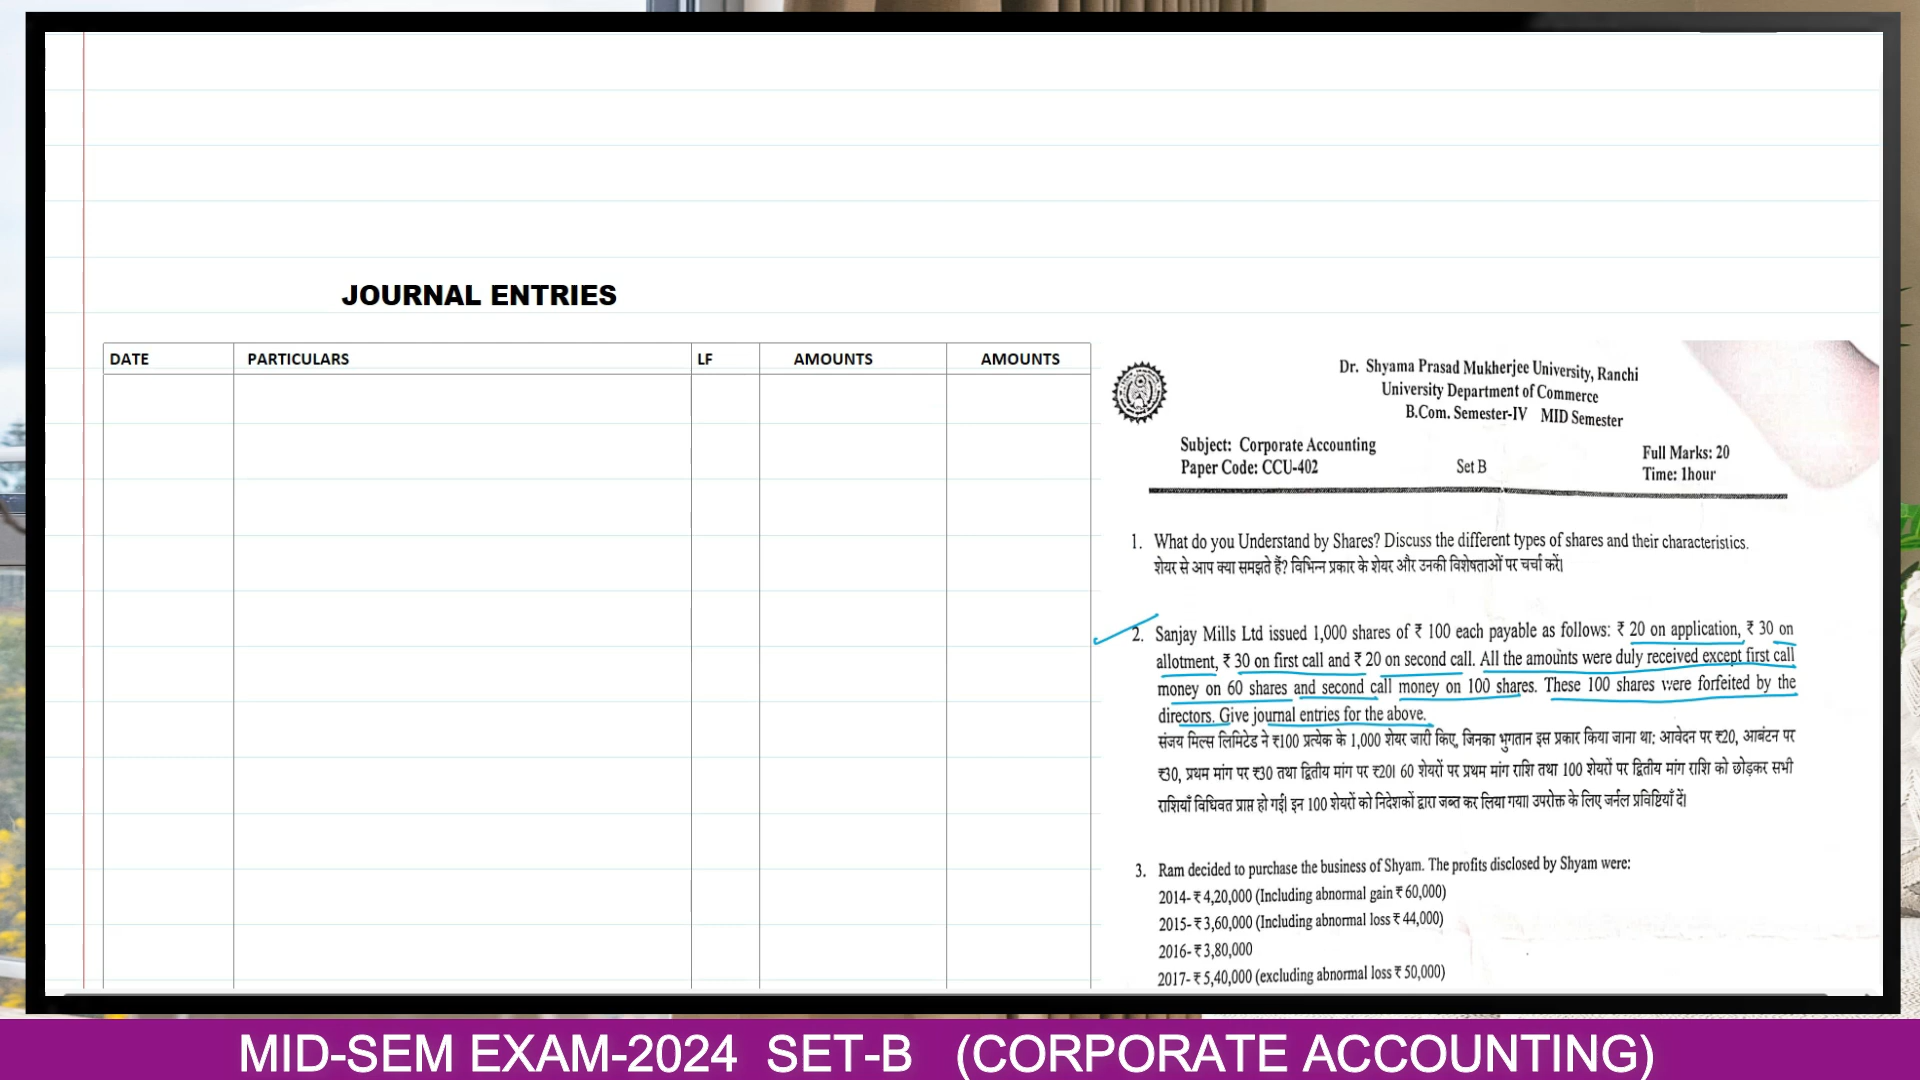 JOURNAL ENTRIES
DATE PARTICULARS LF AMOUNTS AMOUNTS
Dr. Shyama Prasad Mukherjee University, Ranchi
University Department of Commerce
B.Com. Semester-IV MID Semester
Subject: Corporate Accounting
Full Marks: 20
Paper Code: CCU-402
Set B
Time: 1hour
1. What do you Understand by Shares? Discuss the different types of shares and their characteristics.
शेयर से आप क्या समझते हैं? विभिन्न प्रकार के शेयर और उनकी विशेषताओं पर चर्चा करें।
2. Sanjay Mills Ltd issued 1,000 shares of ₹ 100 each payable as follows: ₹ 20 on application, ₹ 30 on
allotment, ₹ 30 on first call and ₹ 20 on second call. All the amounts were duly received except first call
money on 60 shares and second call money on 100 shares. These 100 shares were forfeited by the
directors. Give journal entries for the above.
संजय मिल्स लिमिटेड ने ₹100 प्रत्येक के 1,000 शेयर जारी किए, जिनका भुगतान इस प्रकार किया जाना था: आवेदन पर ₹20, आबंटन पर
₹30, प्रथम मांग पर ₹30 तथा द्वितीय मांग पर ₹20। 60 शेयरों पर प्रथम मांग राशि तथा 100 शेयरों पर द्वितीय मांग राशि को छोड़कर सभी
राशियाँ विधिवत प्राप्त हो गई। इन 100 शेयरों को निदेशकों द्वारा जब्त कर लिया गया। उपरोक्त के लिए जर्नल प्रविष्टियाँ दें।
3. Ram decided to purchase the business of Shyam. The profits disclosed by Shyam were:
2014- ₹ 4,20,000 (Including abnormal gain ₹ 60,000)
2015- ₹ 3,60,000 (Including abnormal loss ₹ 44,000)
2016- ₹ 3,80,000
2017- ₹ 5,40,000 (excluding abnormal loss ₹ 50,000)
MID-SEM EXAM-2024 SET-B (CORPORATE ACCOUNTING)